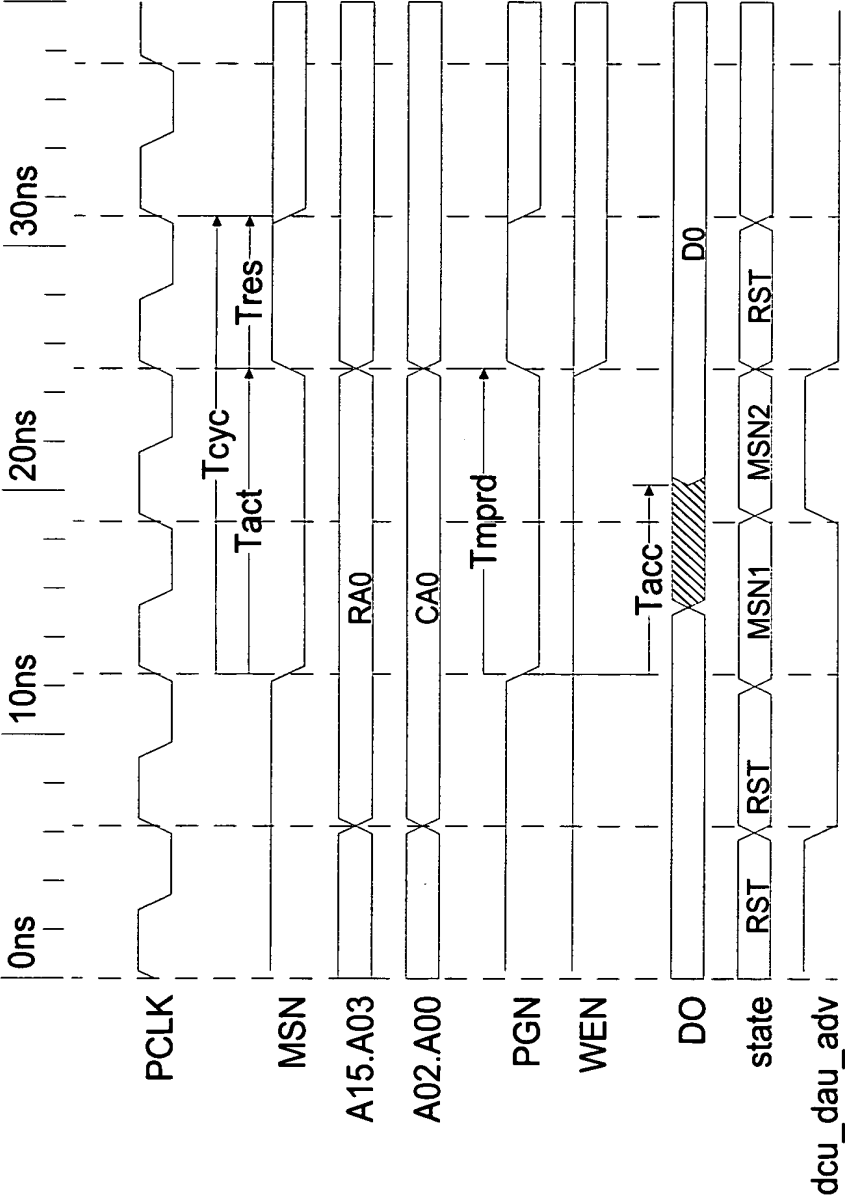 0ns 10ns 20ns 30ns
PCLK
Tcyc
Tact Tres
MSN
A15.A03 RA0
A02.A00 CA0
Tmprd
PGN
WEN
Tacc
DO D0
state RST RST MSN1 MSN2 RST
dcu_dau_adv